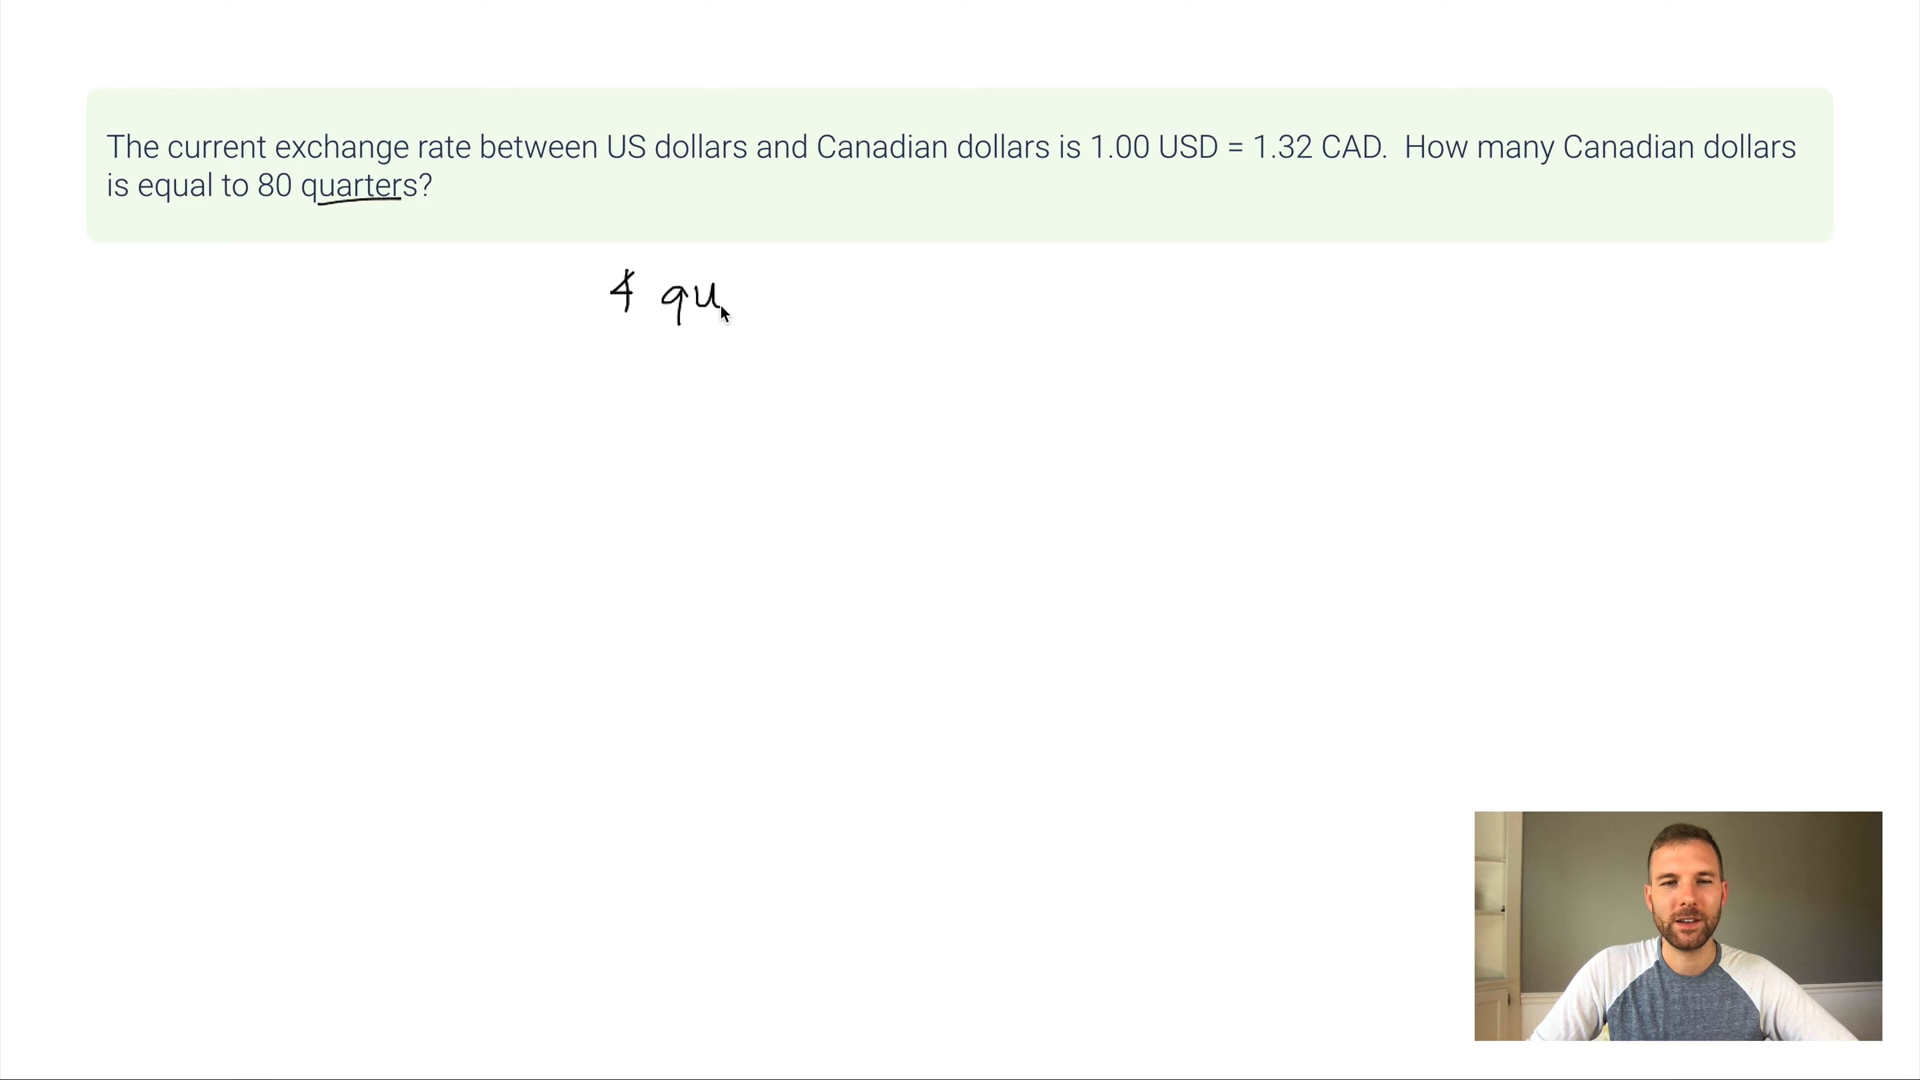 The current exchange rate between US dollars and Canadian dollars is 1.00 USD = 1.32 CAD. How many Canadian dollars
is equal to 80 quarters?
4 qu